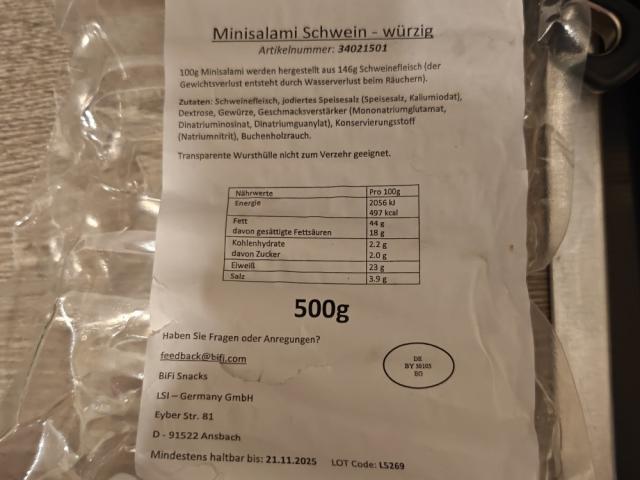 Minisalami Schwein - würzig
Artikelnummer: 34021501
100g Minisalami werden hergestellt aus 146g Schweinefleisch (der
Gewichtsverlust entsteht durch Wasserverlust beim Räuchern).
Zutaten: Schweinefleisch, jodiertes Speisesalz (Speisesalz, Kaliumiodat),
Dextrose, Gewürze, Geschmacksverstärker (Mononatriumglutamat,
Dinatriuminosinat, Dinatriumguanylat), Konservierungsstoff
(Natriumnitrit), Buchenholzrauch.
Transparente Wursthülle nicht zum Verzehr geeignet.
Nährwerte Pro 100g
Energie 2056 kJ
497 kcal
Fett 44 g
davon gesättigte Fettsäuren 18 g
Kohlenhydrate 2.2 g
davon Zucker 2.0 g
Eiweiß 23 g
Salz 3.9 g
500g
Haben Sie Fragen oder Anregungen?
feedback@bifi.com
BiFi Snacks
LSI – Germany GmbH
Eyber Str. 81
D - 91522 Ansbach
DE
BY 50105
EG
Mindestens haltbar bis: 21.11.2025 LOT Code: L5269